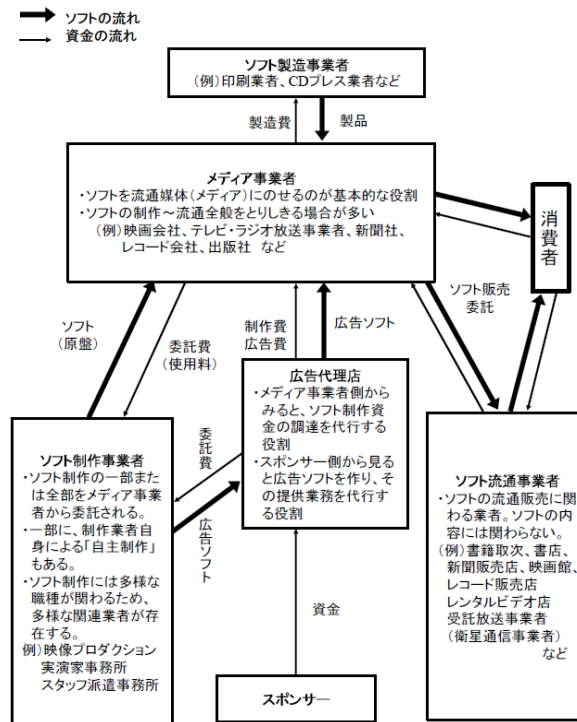 ソフトの流れ
資金の流れ
ソフト製造事業者
(例)印刷業者、CDプレス業者など
製造費
製品
メディア事業者
・ソフトを流通媒体(メディア)にのせるのが基本的な役割
・ソフトの制作~流通全般をとりしきる場合が多い
(例)映画会社、テレビ・ラジオ放送事業者、新聞社、
レコード会社、出版社 など
消費者
ソフト
(原盤)
委託費
(使用料)
制作費
広告費
広告ソフト
ソフト販売
委託
広告代理店
・メディア事業者側から
みると、ソフト制作資
金の調達を代行する
役割
・スポンサー側から見る
と広告ソフトを作り、そ
の提供業務を代行す
る役割
ソフト制作事業者
・ソフト制作の一部また
は全部をメディア事業
者から委託される。
・一部に、制作業者自
身による「自主制作」
もある。
・ソフト制作には多様な
職種が関わるため、
多様な関連業者が
存在する。
例)映像プロダクション
実演家事務所
スタッフ派遣事務所
委託費
広告ソフト
ソフト流通事業者
・ソフトの流通販売に関
わる業者。ソフトの内
容には関わらない。
(例)書籍取次、書店、
新聞販売店、映画館、
レコード販売店
レンタルビデオ店
受託放送事業者
(衛星通信事業者)
など
資金
スポンサー